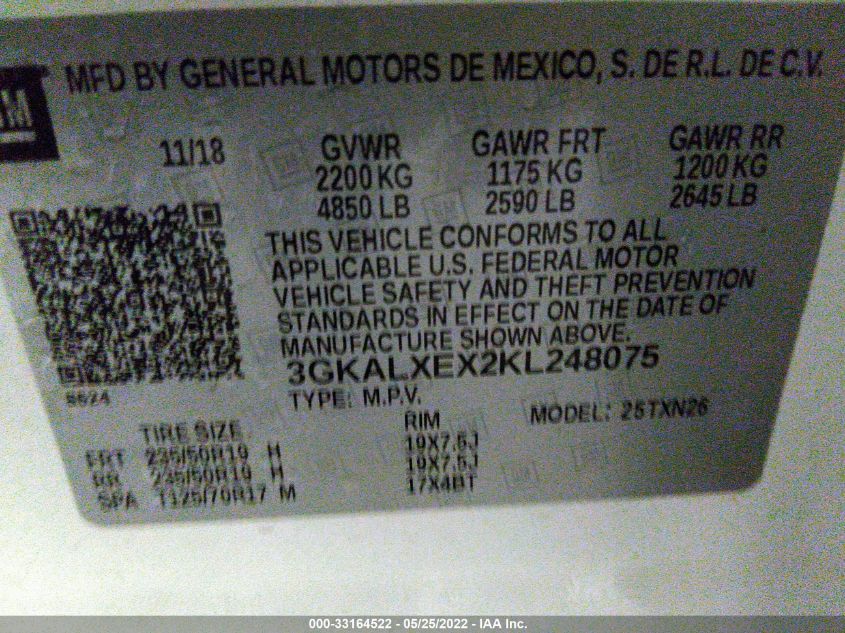 GM
MFD BY GENERAL MOTORS DE MEXICO, S. DE R.L. DE C.V.
11/18 GVWR GAWR FRT GAWR RR
2200 KG 1175 KG 1200 KG
4850 LB 2590 LB 2645 LB
THIS VEHICLE CONFORMS TO ALL
APPLICABLE U.S. FEDERAL MOTOR
VEHICLE SAFETY AND THEFT PREVENTION
STANDARDS IN EFFECT ON THE DATE OF
MANUFACTURE SHOWN ABOVE.
3GKALXEX2KL248075
8624
TYPE: M.P.V.
MODEL: 25TXN26
TIRE SIZE RIM
FRT 235/50R19 H 19X7.5J
RR 235/50R19 H 19X7.5J
SPA T125/70R17 M 17X4BT
000-33164522 - 05/25/2022 - IAA Inc.